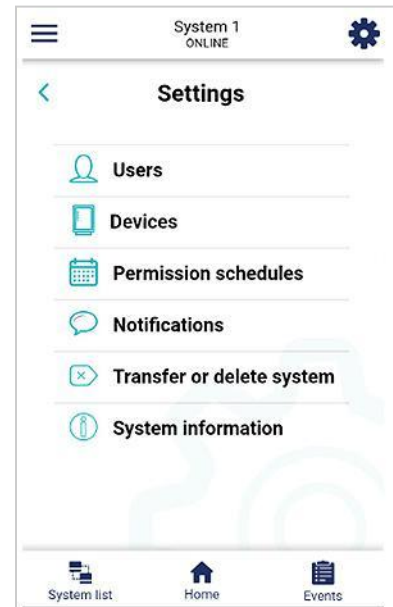 System 1
ONLINE
Settings
Users
Devices
Permission schedules
Notifications
Transfer or delete system
System information
System list
Home
Events